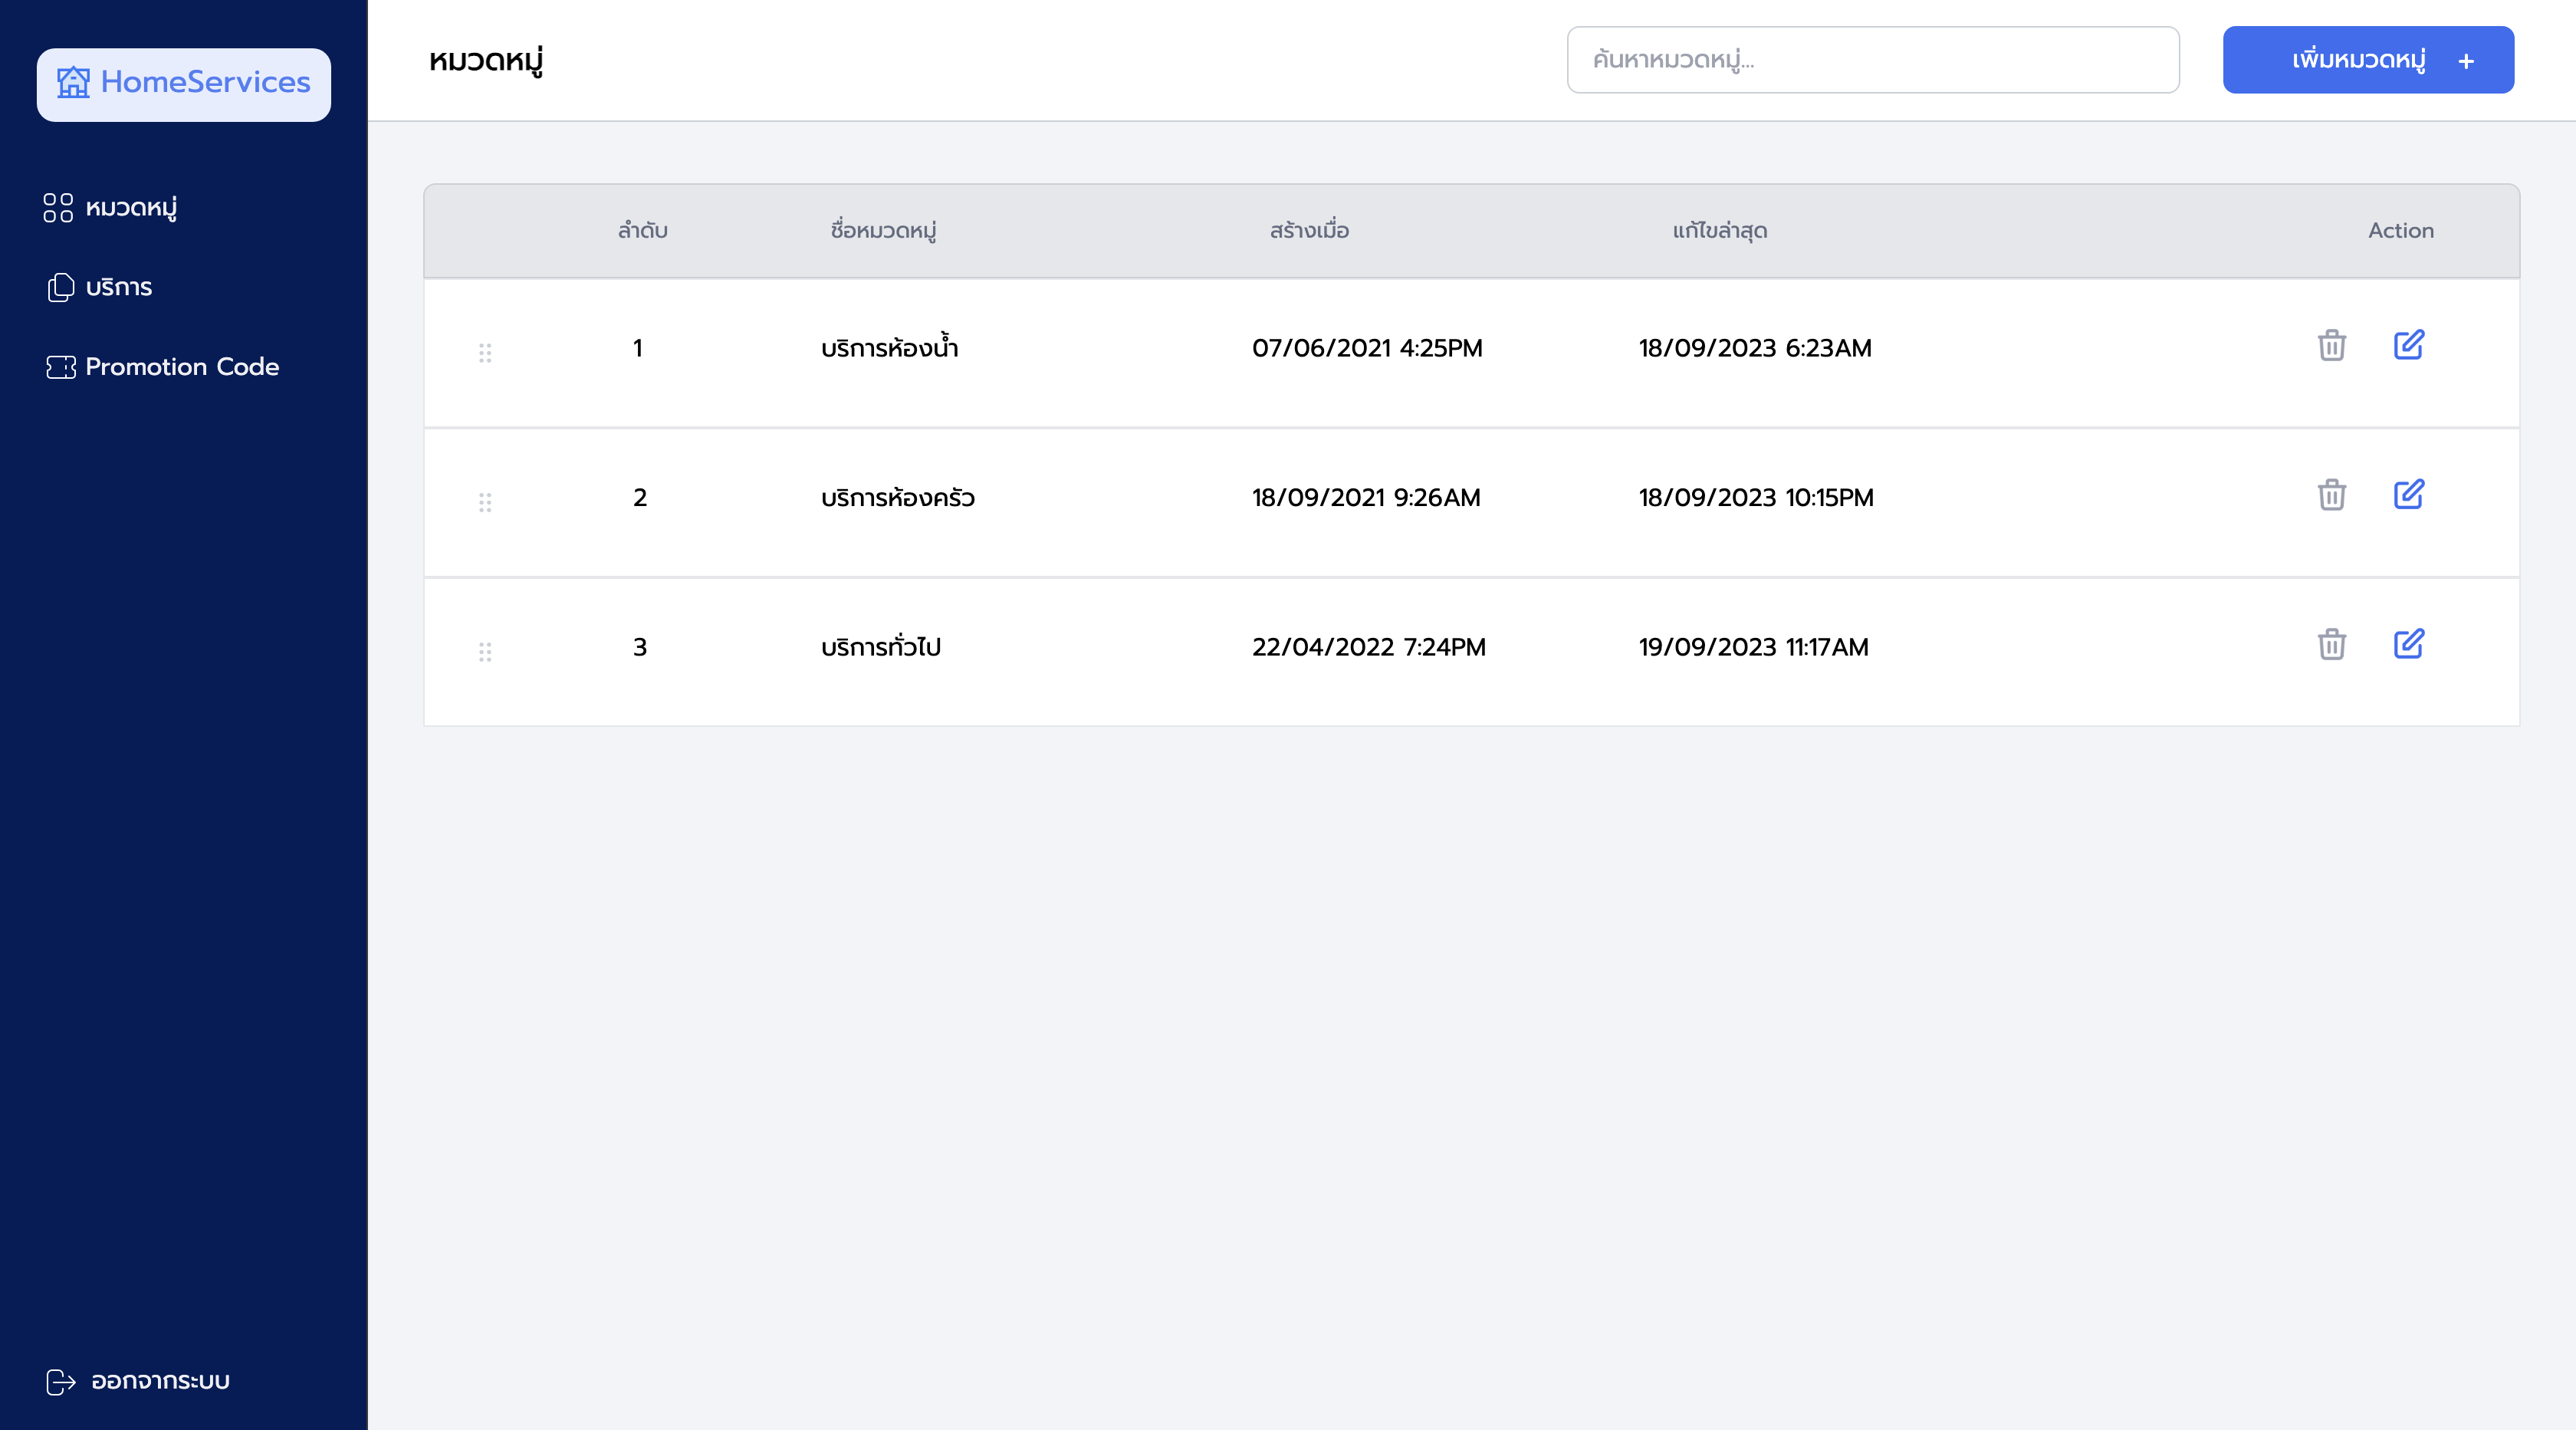 HomeServices
หมวดหมู่
บริการ
Promotion Code
ออกจากระบบ
หมวดหมู่
ค้นหาหมวดหมู่...
เพิ่มหมวดหมู่ +
ลำดับ ชื่อหมวดหมู่ สร้างเมื่อ แก้ไขล่าสุด Action
1 บริการห้องน้ำ 07/06/2021 4:25PM 18/09/2023 6:23AM
2 บริการห้องครัว 18/09/2021 9:26AM 18/09/2023 10:15PM
3 บริการทั่วไป 22/04/2022 7:24PM 19/09/2023 11:17AM